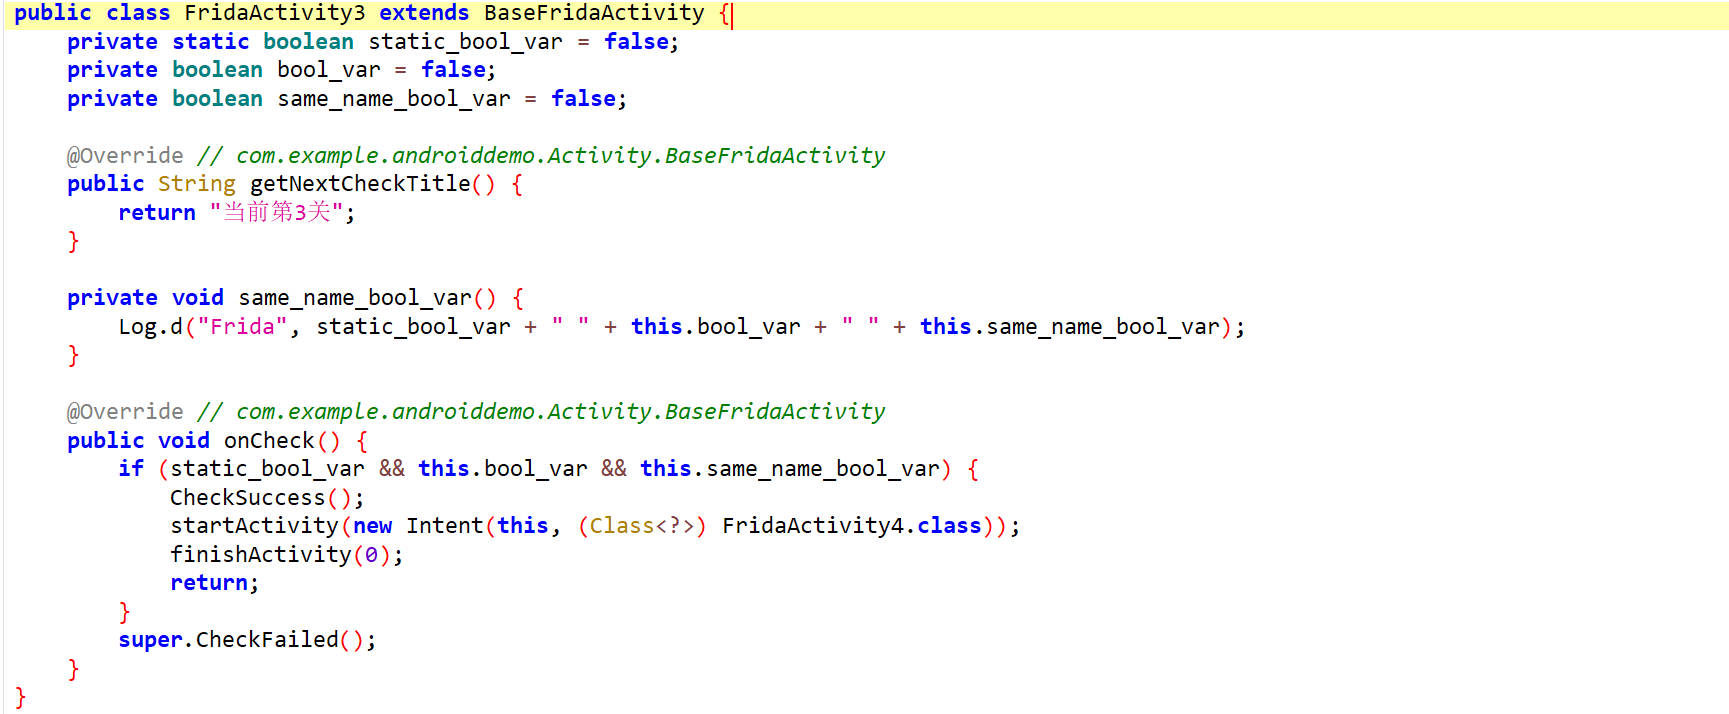 public class FridaActivity3 extends BaseFridaActivity {
    private static boolean static_bool_var = false;
    private boolean bool_var = false;
    private boolean same_name_bool_var = false;

    @Override // com.example.androiddemo.Activity.BaseFridaActivity
    public String getNextCheckTitle() {
        return "当前第3关";
    }

    private void same_name_bool_var() {
        Log.d("Frida", static_bool_var + " " + this.bool_var + " " + this.same_name_bool_var);
    }

    @Override // com.example.androiddemo.Activity.BaseFridaActivity
    public void onCheck() {
        if (static_bool_var && this.bool_var && this.same_name_bool_var) {
            CheckSuccess();
            startActivity(new Intent(this, (Class<?>) FridaActivity4.class));
            finishActivity(0);
            return;
        }
        super.CheckFailed();
    }
}